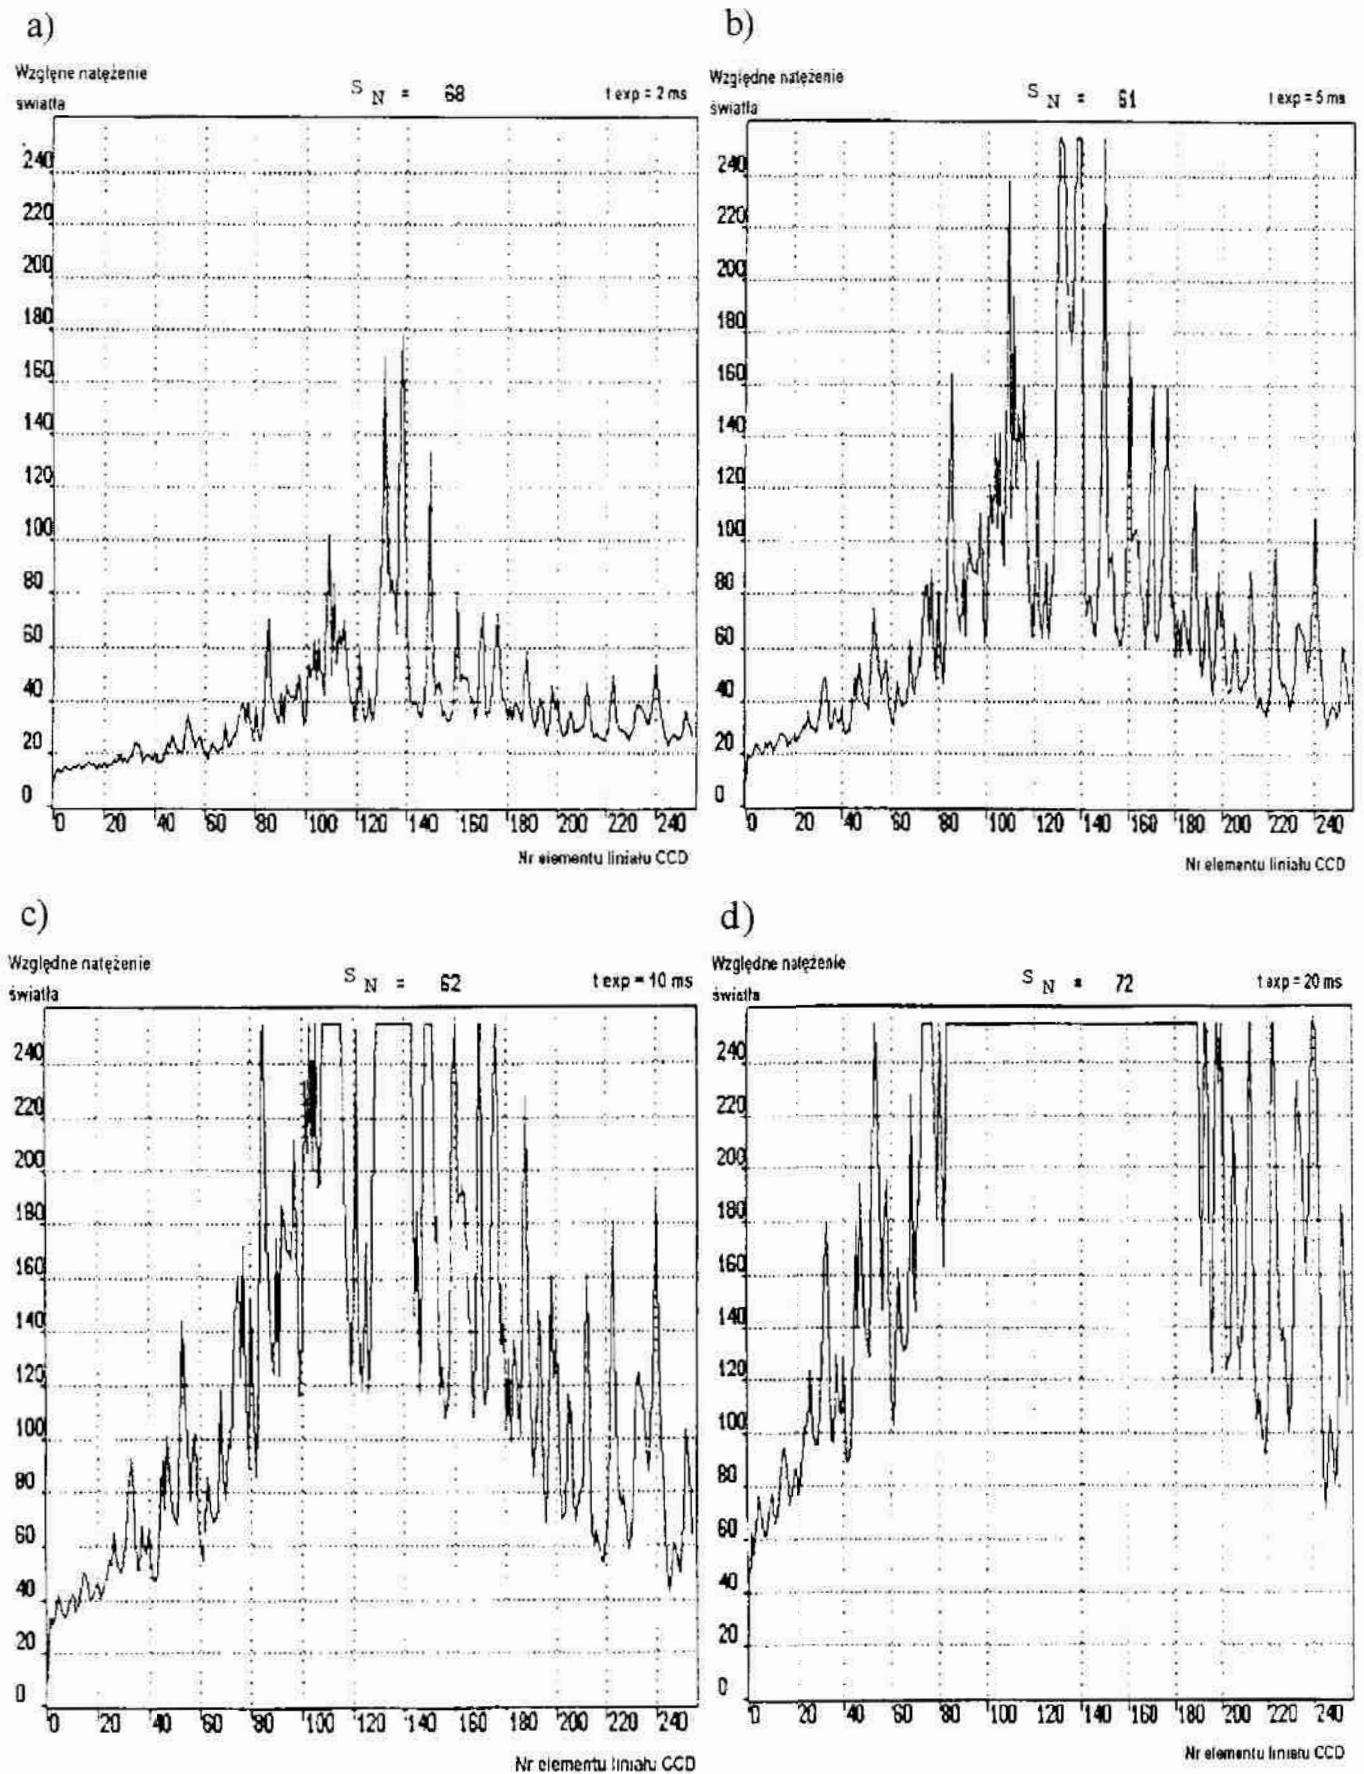 a)
Wzgłęne natężenie
światła
S N = 68
t exp = 2 ms
240
220
200
180
160
140
120
100
80
60
40
20
0
0 20 40 60 80 100 120 140 160 180 200 220 240
Nr elementu liniału CCD
b)
Względne natężenie
światła
S N = 61
t exp = 5 ms
240
220
200
180
160
140
120
100
80
60
40
20
0
0 20 40 60 80 100 120 140 160 180 200 220 240
Nr elementu liniału CCD
c)
Względne natężenie
światła
S N = 62
t exp = 10 ms
240
220
200
180
160
140
120
100
80
60
40
20
0
0 20 40 60 80 100 120 140 160 180 200 220 240
Nr elementu liniału CCD
d)
Względne natężenie
światła
S N = 72
t exp = 20 ms
240
220
200
180
160
140
120
100
80
60
40
20
0
0 20 40 60 80 100 120 140 160 180 200 220 240
Nr elementu liniału CCD